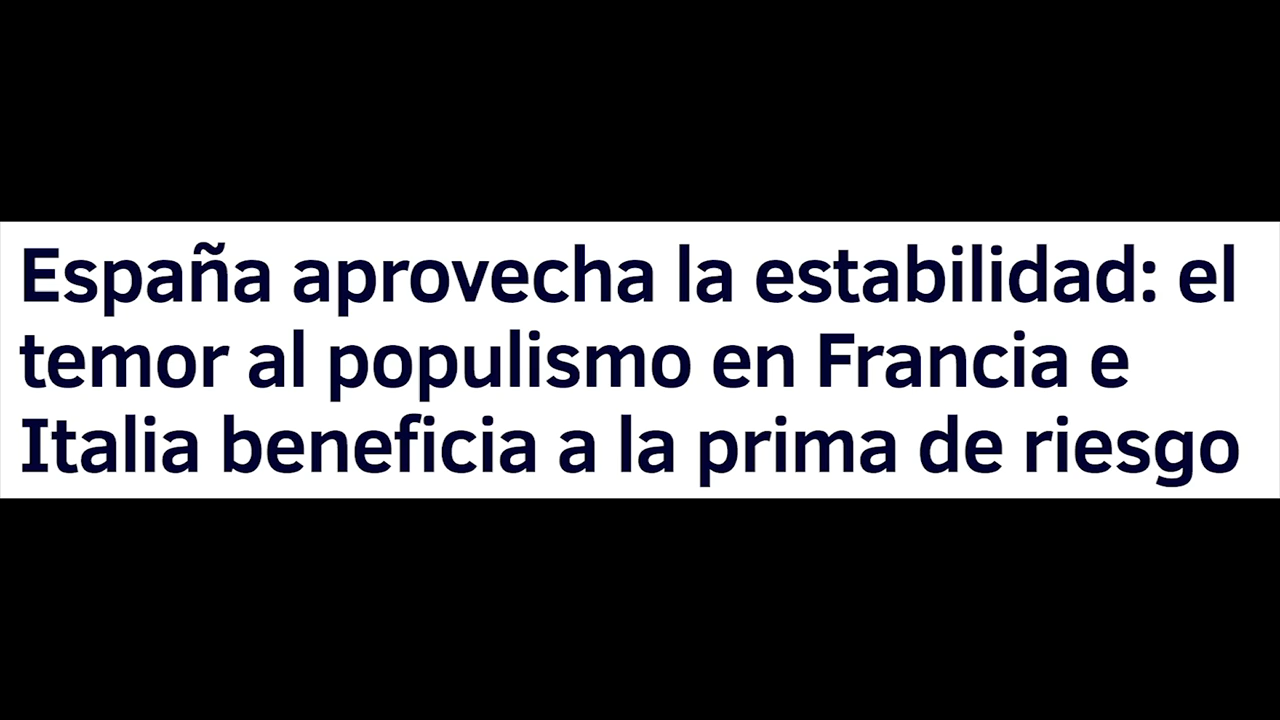 España aprovecha la estabilidad: el
temor al populismo en Francia e
Italia beneficia a la prima de riesgo